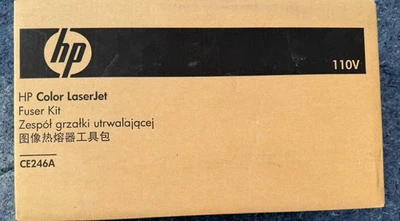 hp
110V
HP Color LaserJet
Fuser Kit
Zespół grzałki utrwalającej
图像热熔器工具包
CE246A